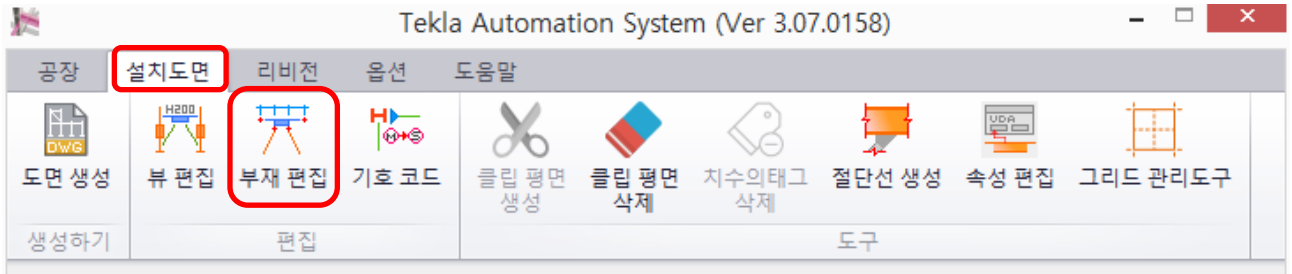 Tekla Automation System (Ver 3.07.0158)
공장 설치도면 리비전 옵션 도움말
DWG
H200
H
M S
UDA
도면 생성 뷰 편집 부재 편집 기호 코드 클립 평면 생성 클립 평면 삭제 치수의태그 삭제 절단선 생성 속성 편집 그리드 관리도구
생성하기 편집 도구